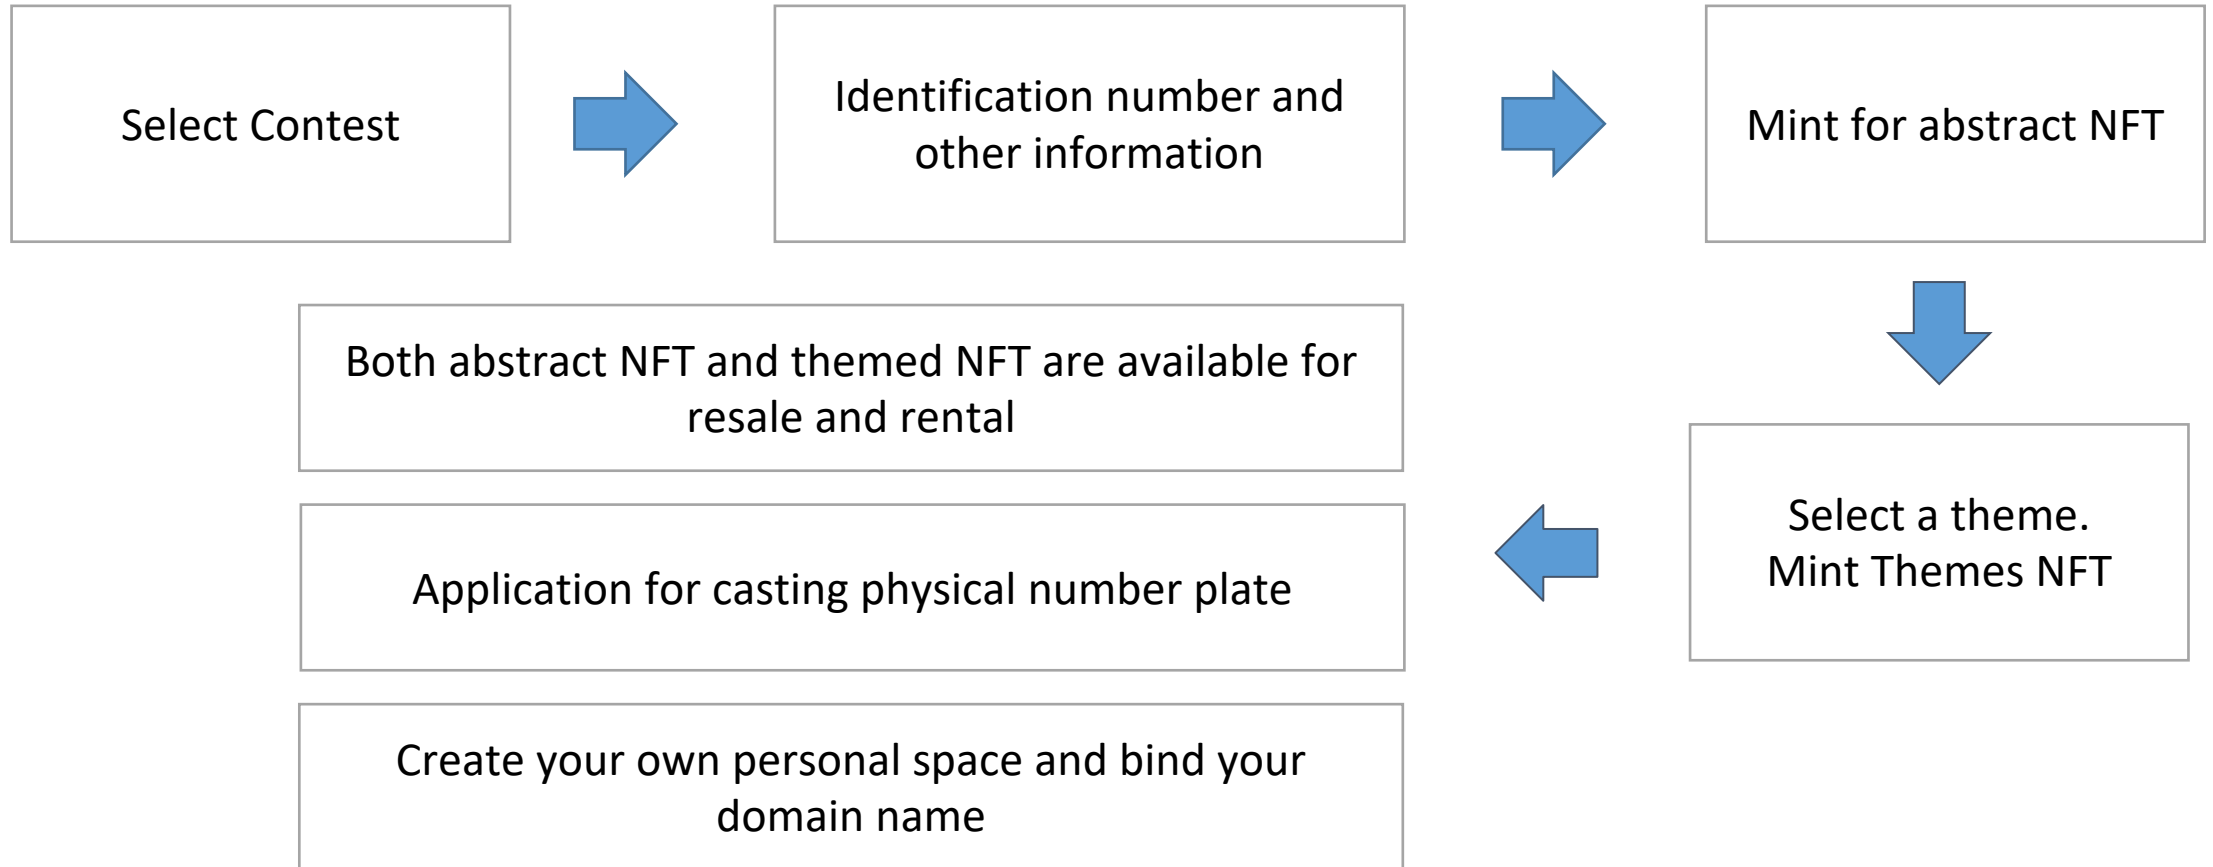 Select Contest
Identification number and
other information
Mint for abstract NFT
Select a theme.
Mint Themes NFT
Both abstract NFT and themed NFT are available for
resale and rental
Application for casting physical number plate
Create your own personal space and bind your
domain name